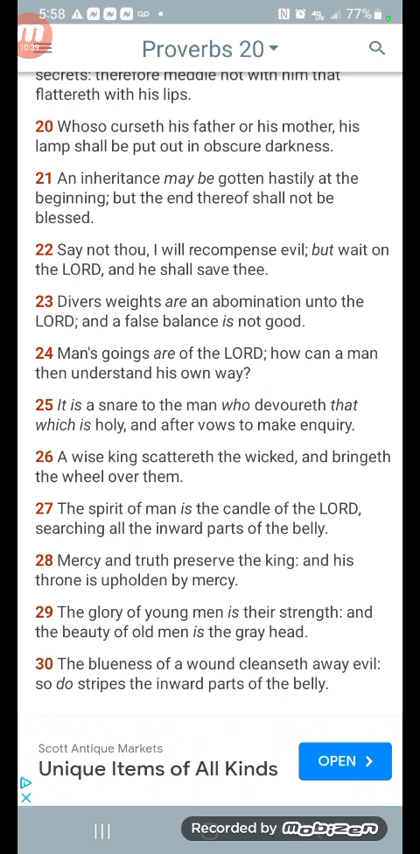 5:58 77%
10:39
Proverbs 20
secrets: therefore meddle not with him that
flattereth with his lips.
20 Whoso curseth his father or his mother, his
lamp shall be put out in obscure darkness.
21 An inheritance may be gotten hastily at the
beginning; but the end thereof shall not be
blessed.
22 Say not thou, I will recompense evil; but wait on
the LORD, and he shall save thee.
23 Divers weights are an abomination unto the
LORD; and a false balance is not good.
24 Man's goings are of the LORD; how can a man
then understand his own way?
25 It is a snare to the man who devoureth that
which is holy, and after vows to make enquiry.
26 A wise king scattereth the wicked, and bringeth
the wheel over them.
27 The spirit of man is the candle of the LORD,
searching all the inward parts of the belly.
28 Mercy and truth preserve the king: and his
throne is upholden by mercy.
29 The glory of young men is their strength: and
the beauty of old men is the gray head.
30 The blueness of a wound cleanseth away evil:
so do stripes the inward parts of the belly.
Scott Antique Markets
Unique Items of All Kinds
OPEN
Recorded by mobizen